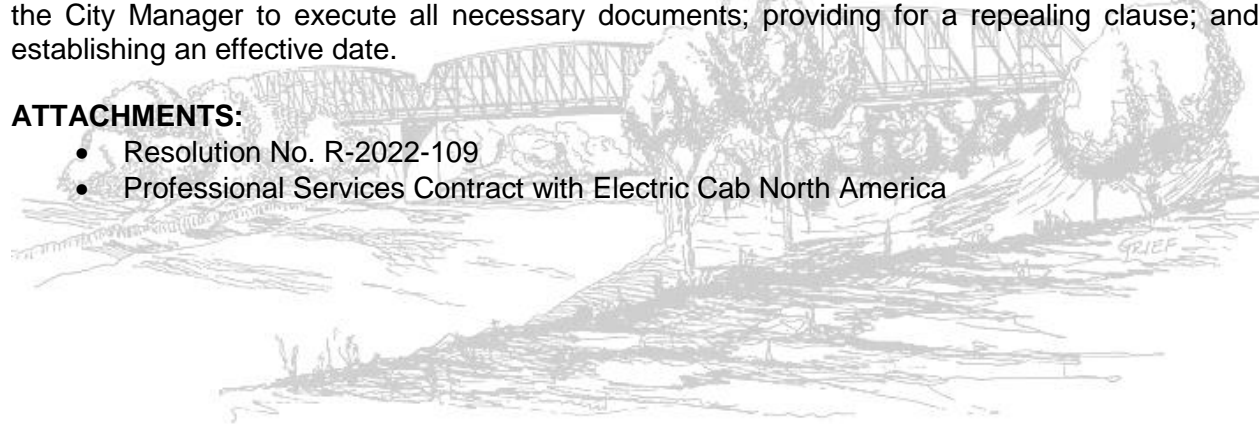 the City Manager to execute all necessary documents; providing for a repealing clause; and
establishing an effective date.
ATTACHMENTS:
• Resolution No. R-2022-109
• Professional Services Contract with Electric Cab North America
GRIEF